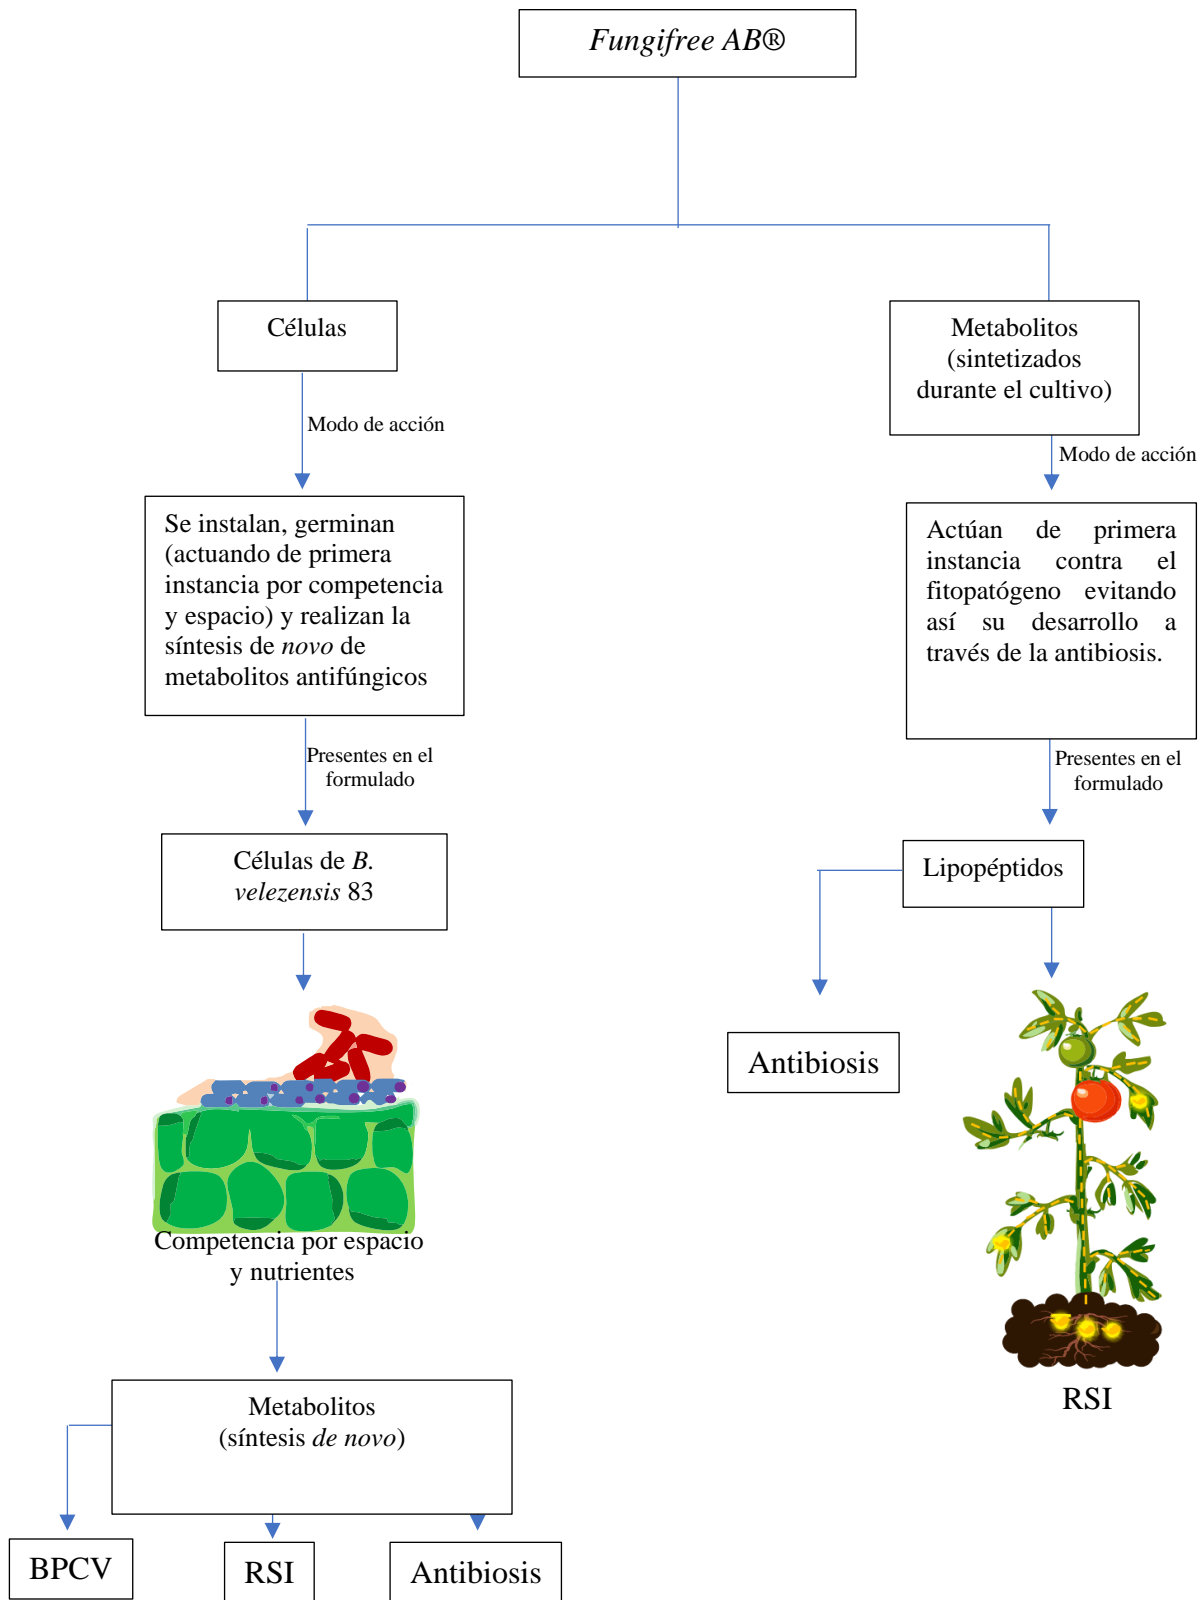 Fungifree AB®
Células
Modo de acción
Se instalan, germinan
(actuando de primera
instancia por competencia
y espacio) y realizan la
síntesis de novo de
metabolitos antifúngicos
Presentes en el
formulado
Células de B.
velezensis 83
Competencia por espacio
y nutrientes
Metabolitos
(síntesis de novo)
BPCV
RSI
Antibiosis
Metabolitos
(sintetizados
durante el cultivo)
Modo de acción
Actúan de primera
instancia contra el
fitopatógeno evitando
así su desarrollo a
través de la antibiosis.
Presentes en el
formulado
Lipopéptidos
Antibiosis
RSI